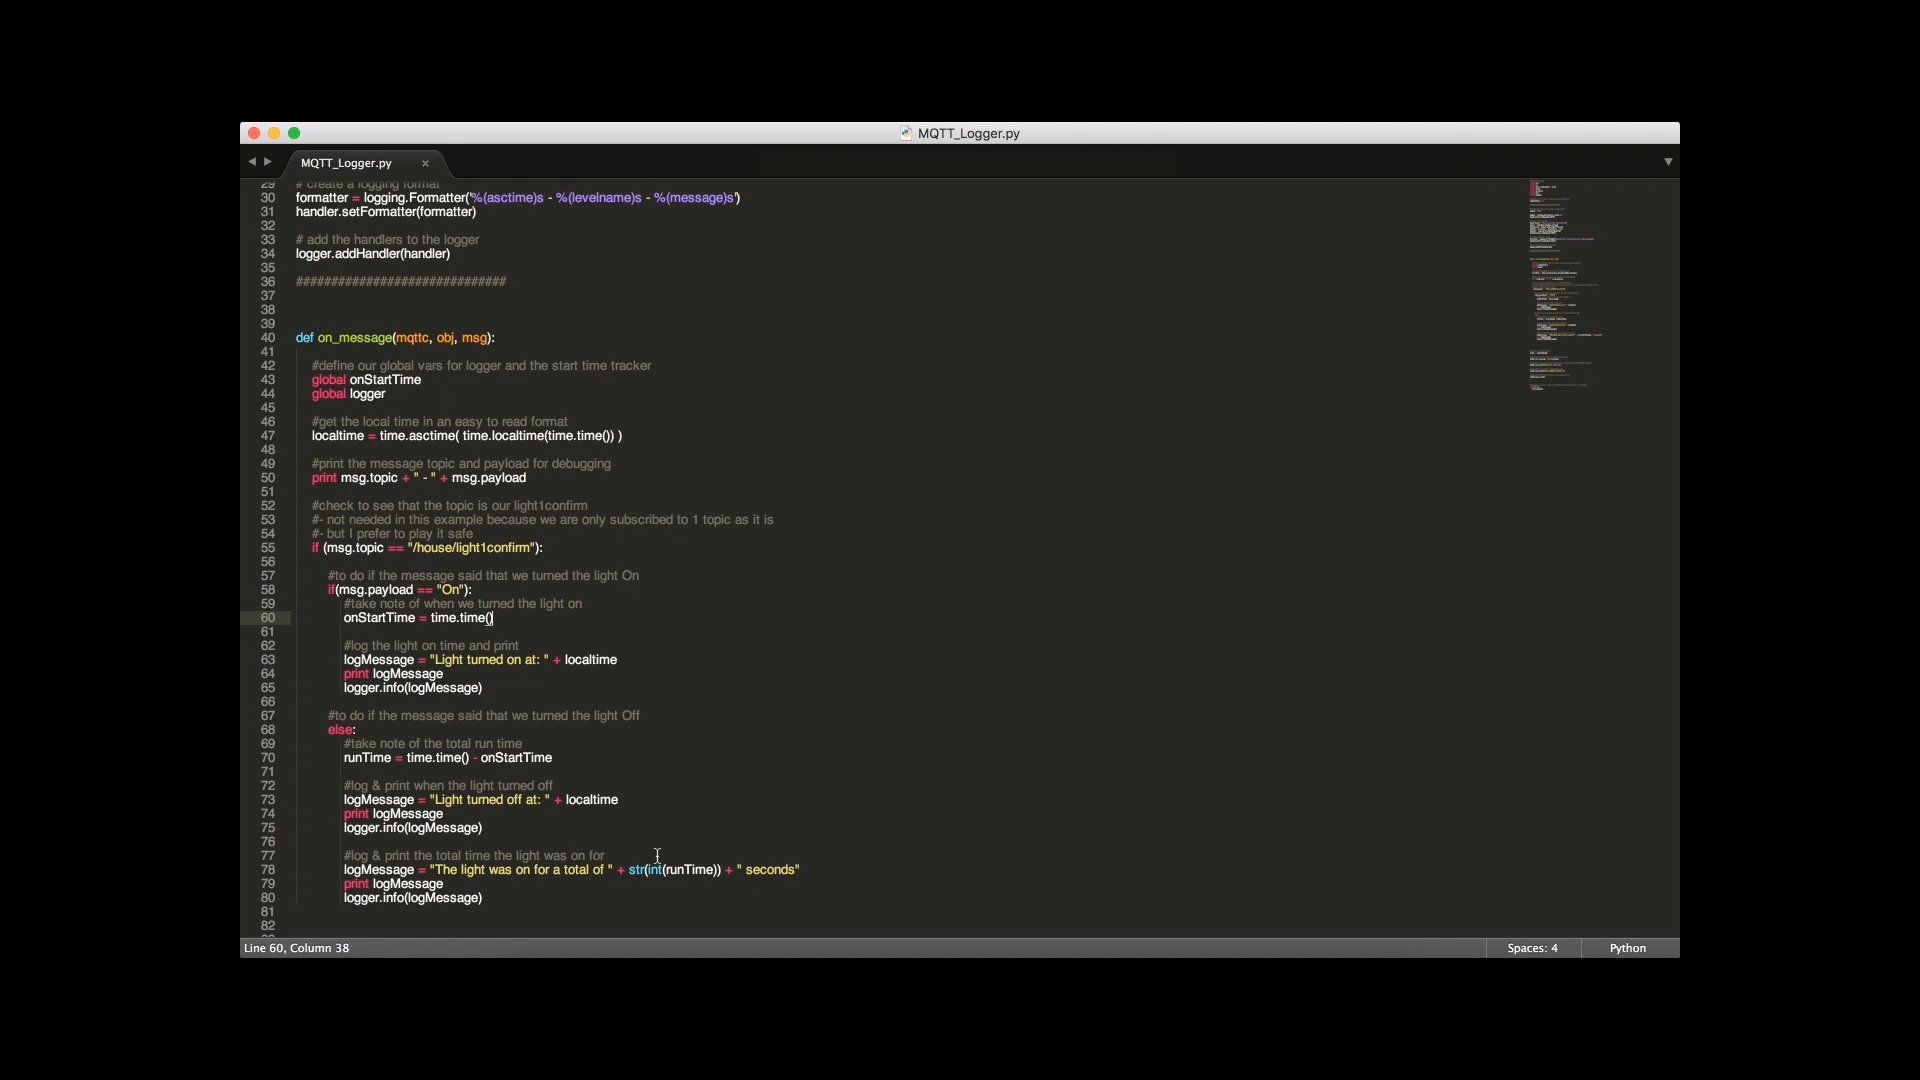 MQTT_Logger.py
MQTT_Logger.py ×
29 # create a logging format
30 formatter = logging.Formatter('%(asctime)s - %(levelname)s - %(message)s')
31 handler.setFormatter(formatter)
32
33 # add the handlers to the logger
34 logger.addHandler(handler)
35
36 ##############################
37
38
39
40 def on_message(mqttc, obj, msg):
41
42 #define our global vars for logger and the start time tracker
43 global onStartTime
44 global logger
45
46 #get the local time in an easy to read format
47 localtime = time.asctime( time.localtime(time.time()) )
48
49 #print the message topic and payload for debugging
50 print msg.topic + " - " + msg.payload
51
52 #check to see that the topic is our light1confirm
53 #- not needed in this example because we are only subscribed to 1 topic as it is
54 #- but I prefer to play it safe
55 if (msg.topic == "/house/light1confirm"):
56
57 #to do if the message said that we turned the light On
58 if(msg.payload == "On"):
59 #take note of when we turned the light on
60 onStartTime = time.time()
61
62 #log the light on time and print
63 logMessage = "Light turned on at: " + localtime
64 print logMessage
65 logger.info(logMessage)
66
67 #to do if the message said that we turned the light Off
68 else:
69 #take note of the total run time
70 runTime = time.time() - onStartTime
71
72 #log & print when the light turned off
73 logMessage = "Light turned off at: " + localtime
74 print logMessage
75 logger.info(logMessage)
76
77 #log & print the total time the light was on for
78 logMessage = "The light was on for a total of " + str(int(runTime)) + " seconds"
79 print logMessage
80 logger.info(logMessage)
81
82
Line 60, Column 38
Spaces: 4
Python